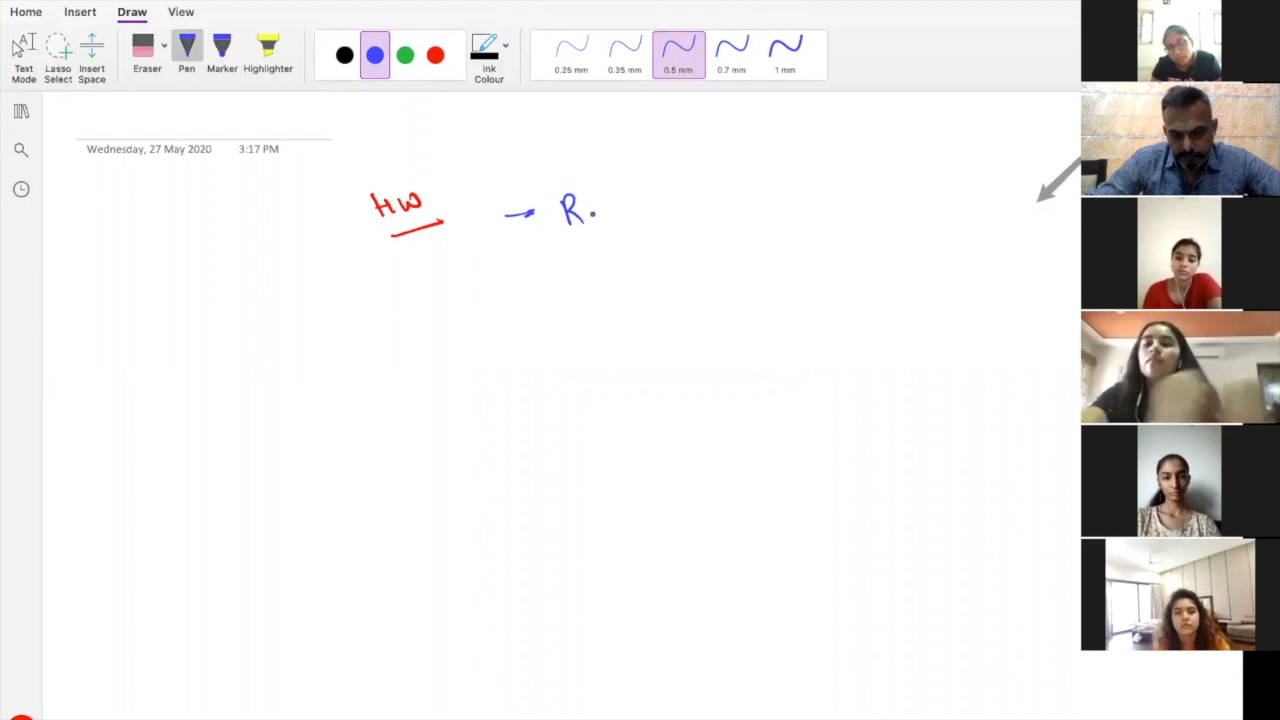 Home Insert Draw View
Text Mode Lasso Select Insert Space Eraser Pen Marker Highlighter Ink Colour 0.25 mm 0.35 mm 0.5 mm 0.7 mm 1 mm
Wednesday, 27 May 2020 3:17 PM
HW → R.